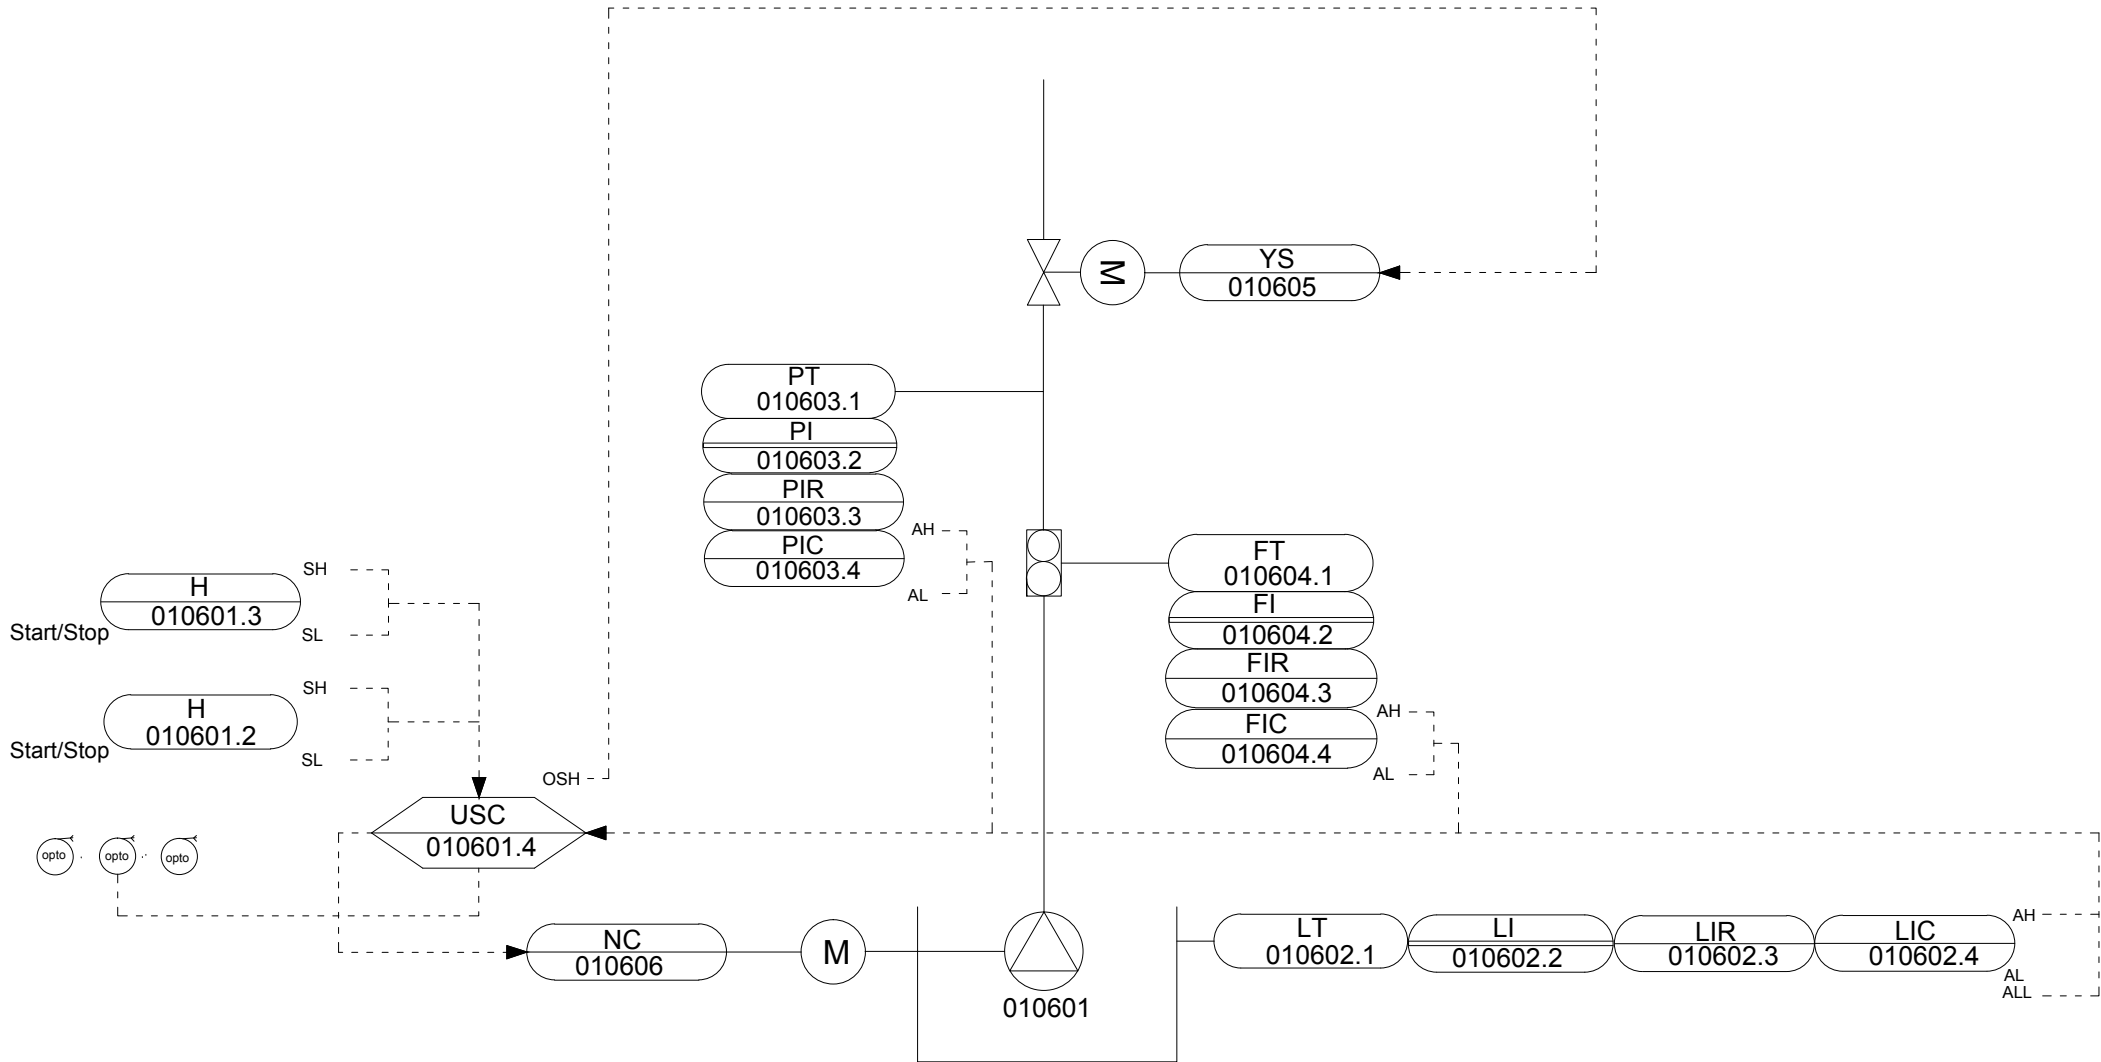 YS
010605
M
PT
010603.1
PI
010603.2
PIR
010603.3
PIC
010603.4
AH
AL
FT
010604.1
FI
010604.2
FIR
010604.3
FIC
010604.4
AH
AL
SH
H
010601.3
SL
Start/Stop
SH
H
010601.2
SL
Start/Stop
OSH
USC
010601.4
opto
opto
opto
NC
010606
M
010601
LT
010602.1
LI
010602.2
LIR
010602.3
LIC
010602.4
AH
AL
ALL